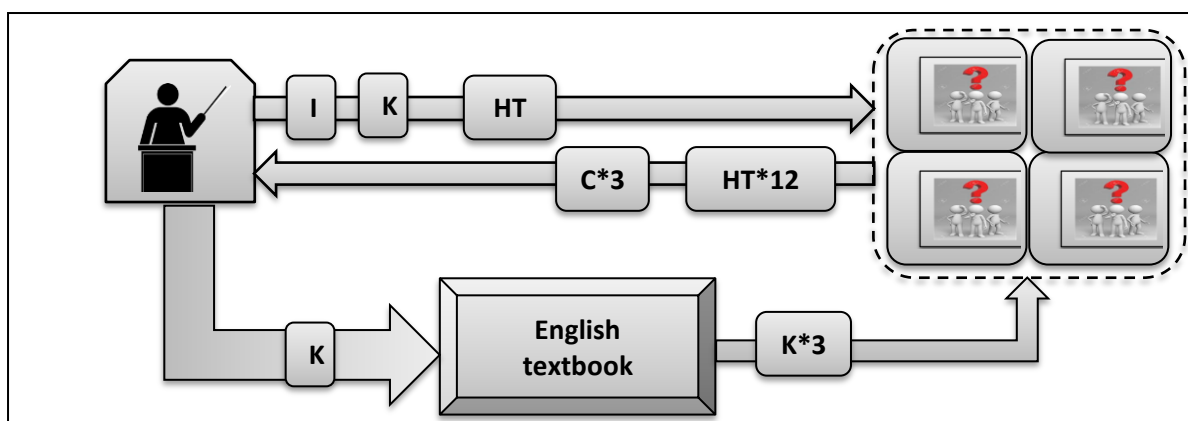 I K HT
C*3 HT*12
English
textbook
K
K*3